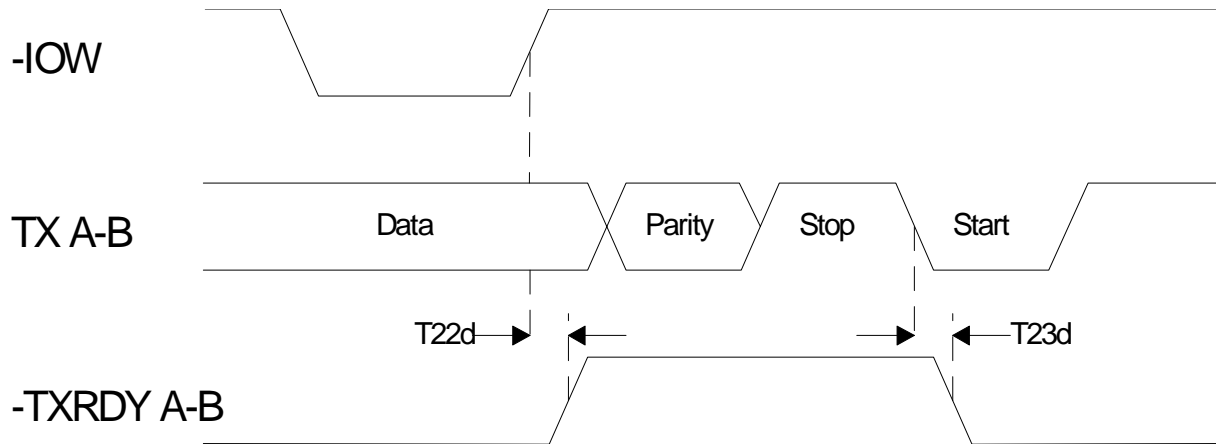 -IOW
TX A-B
Data
Parity
Stop
Start
T22d
T23d
-TXRDY A-B